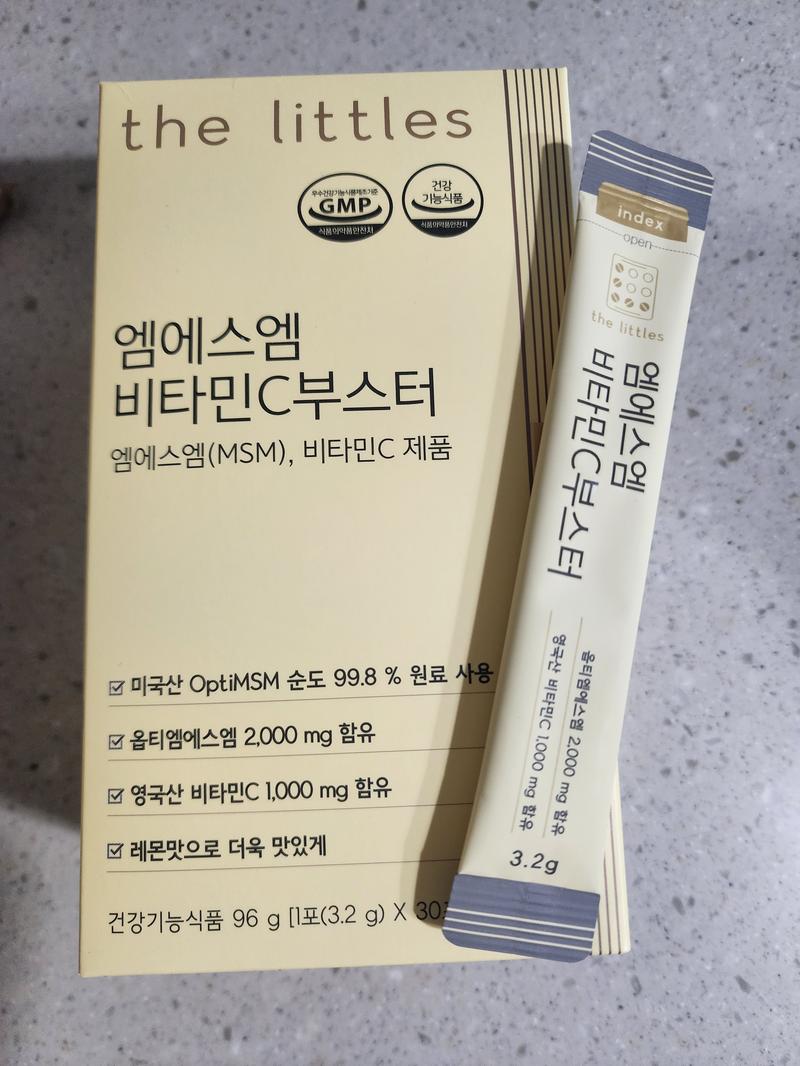 the littles
우수건강기능식품제조기준
GMP
식품의약품안전처
건강
기능식품
식품의약품안전처
엠에스엠
비타민C부스터
엠에스엠(MSM), 비타민C 제품
미국산 OptiMSM 순도 99.8 % 원료 사용
옵티엠에스엠 2,000 mg 함유
영국산 비타민C 1,000 mg 함유
레몬맛으로 더욱 맛있게
건강기능식품 96 g [1포(3.2 g) X 30
index
open
the littles
엠에스엠
비타민C부스터
옵티엠에스엠 2,000 mg 함유
영국산 비타민C 1,000 mg 함유
3.2g